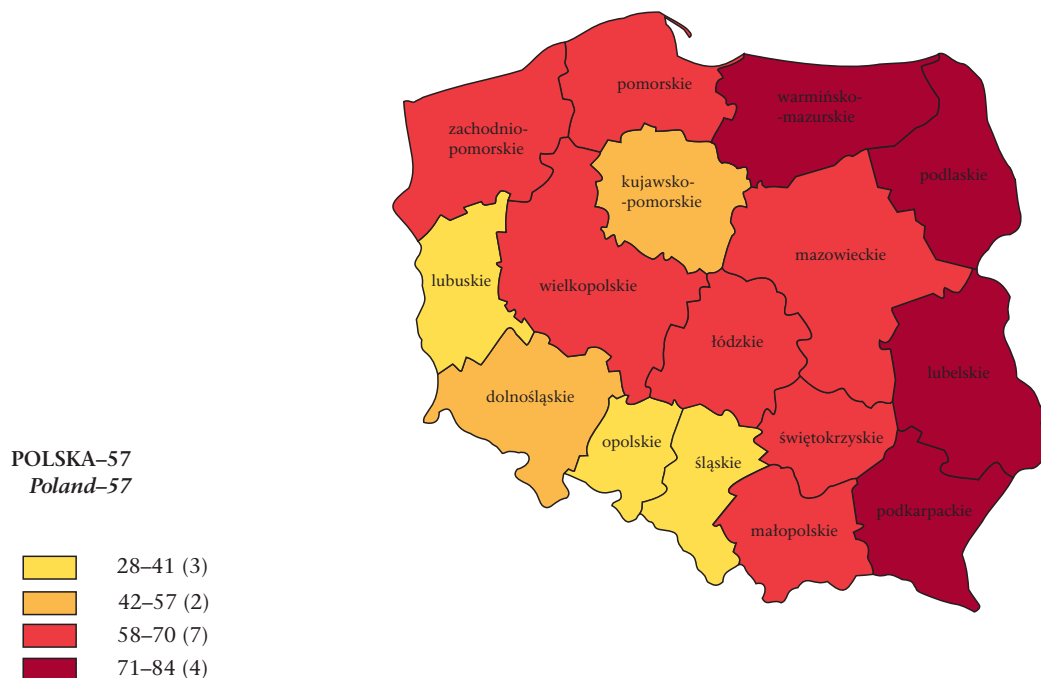 pomorskie
warmińsko-
-mazurskie
zachodnio-
pomorskie
podlaskie
kujawsko-
-pomorskie
mazowieckie
lubuskie
wielkopolskie
łódzkie
lubelskie
dolnośląskie
świętokrzyskie
opolskie
śląskie
podkarpackie
małopolskie
POLSKA–57
Poland–57
28–41 (3)
42–57 (2)
58–70 (7)
71–84 (4)